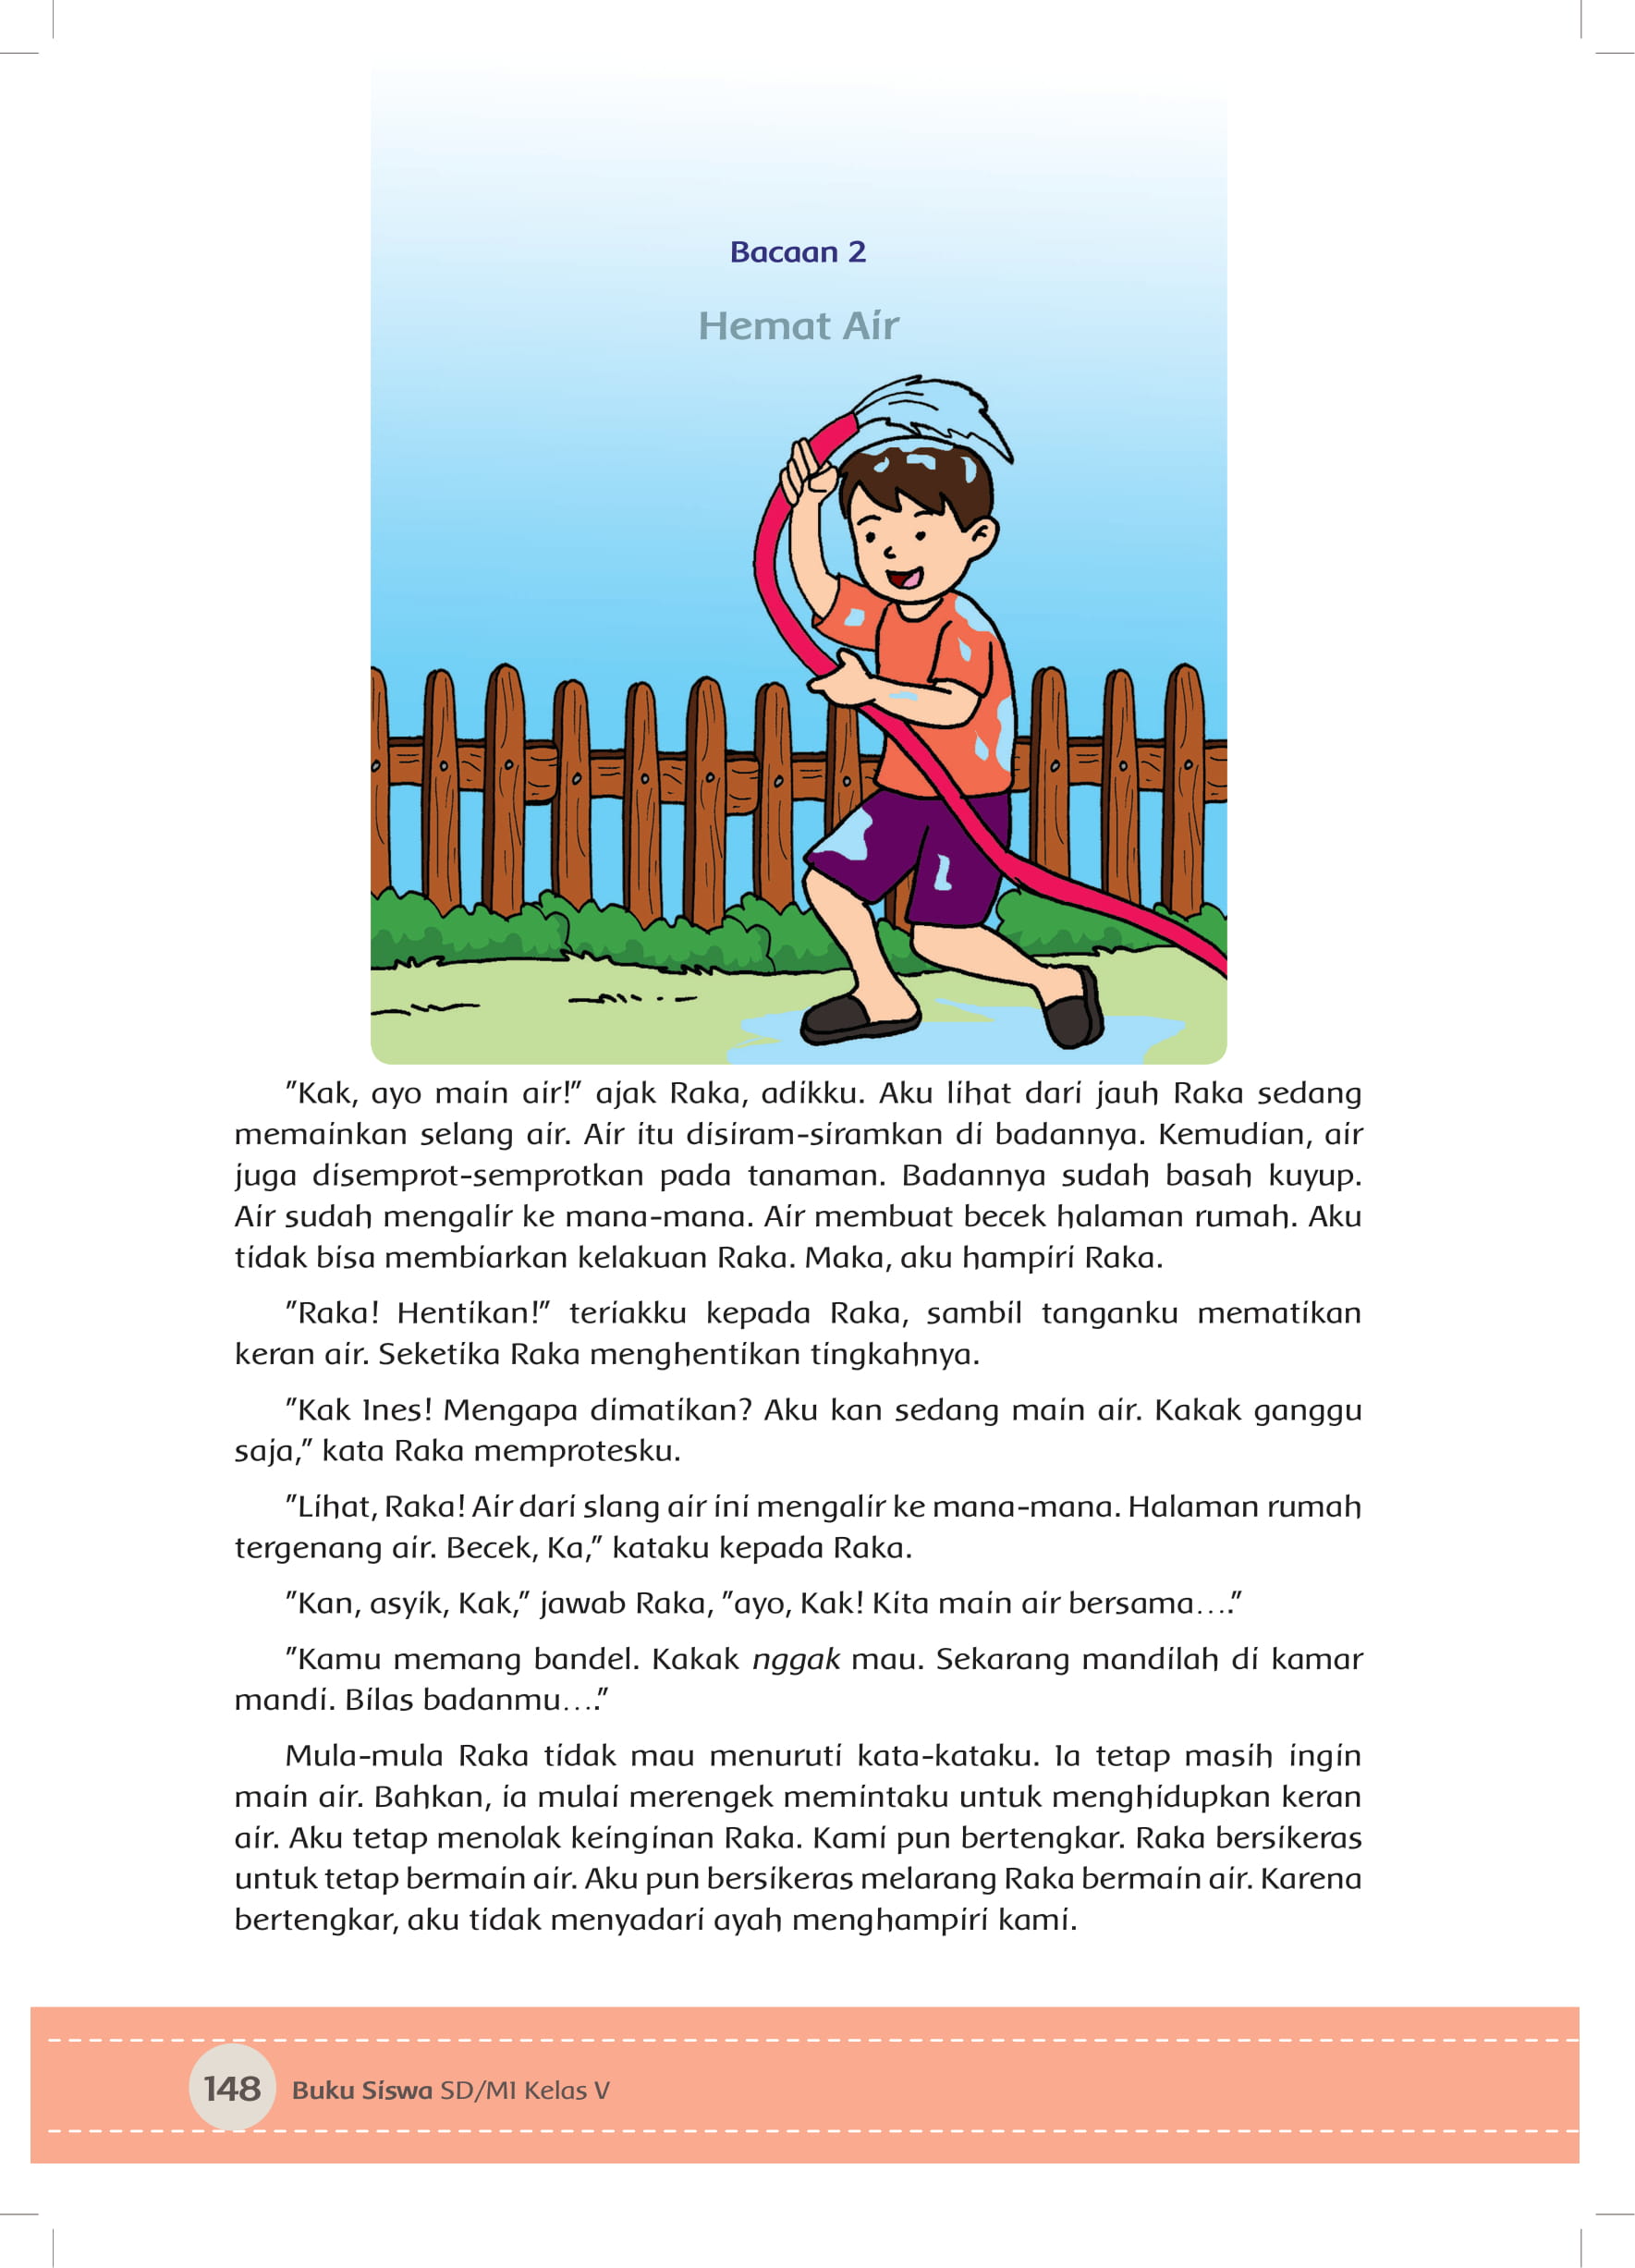 Bacaan 2
Hemat Air
"Kak, ayo main air!" ajak Raka, adikku. Aku lihat dari jauh Raka sedang
memainkan selang air. Air itu disiram-siramkan di badannya. Kemudian, air
juga disemprot-semprotkan pada tanaman. Badannya sudah basah kuyup.
Air sudah mengalir ke mana-mana. Air membuat becek halaman rumah. Aku
tidak bisa membiarkan kelakuan Raka. Maka, aku hampiri Raka.
"Raka! Hentikan!" teriakku kepada Raka, sambil tanganku mematikan
keran air. Seketika Raka menghentikan tingkahnya.
"Kak Ines! Mengapa dimatikan? Aku kan sedang main air. Kakak ganggu
saja," kata Raka memprotesku.
"Lihat, Raka! Air dari slang air ini mengalir ke mana-mana. Halaman rumah
tergenang air. Becek, Ka," kataku kepada Raka.
"Kan, asyik, Kak," jawab Raka, "ayo, Kak! Kita main air bersama…."
"Kamu memang bandel. Kakak nggak mau. Sekarang mandilah di kamar
mandi. Bilas badanmu…."
Mula-mula Raka tidak mau menuruti kata-kataku. Ia tetap masih ingin
main air. Bahkan, ia mulai merengek memintaku untuk menghidupkan keran
air. Aku tetap menolak keinginan Raka. Kami pun bertengkar. Raka bersikeras
untuk tetap bermain air. Aku pun bersikeras melarang Raka bermain air. Karena
bertengkar, aku tidak menyadari ayah menghampiri kami.
148 Buku Siswa SD/MI Kelas V